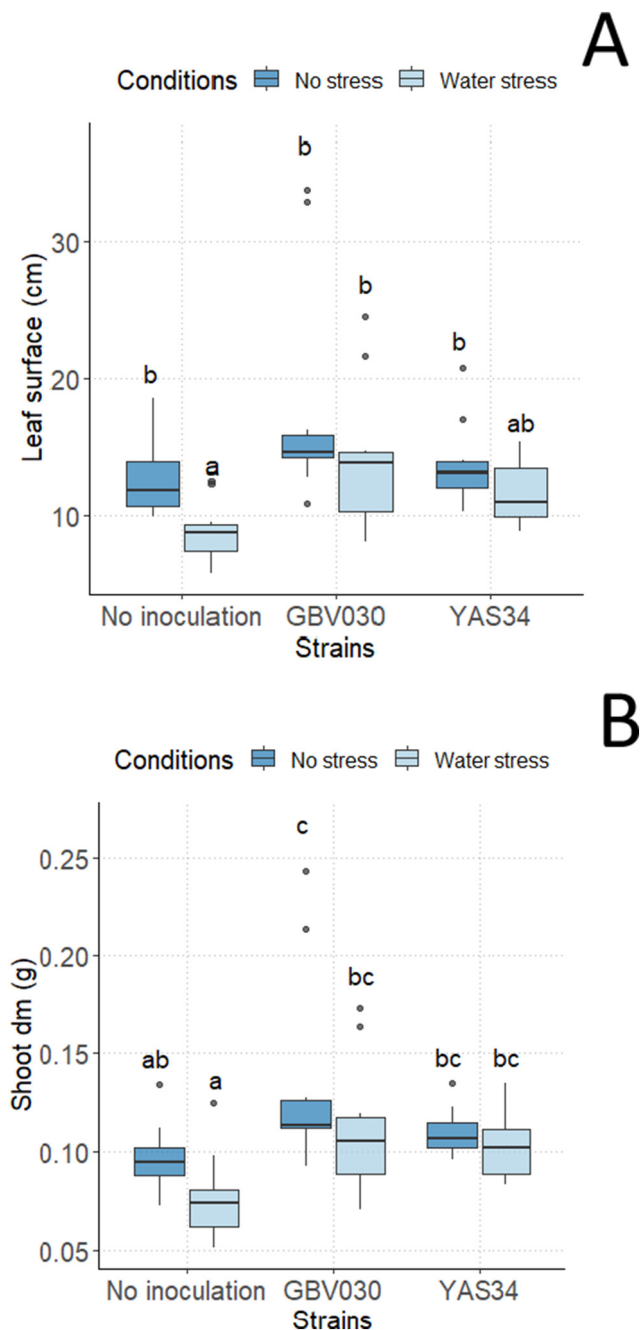 A
Conditions No stress Water stress
b
b
b
b
ab
a
30
20
10
Leaf surface (cm)
No inoculation GBV030 YAS34
Strains
B
Conditions No stress Water stress
c
bc
ab
a
bc
bc
0.25
0.20
0.15
0.10
0.05
Shoot dm (g)
No inoculation GBV030 YAS34
Strains